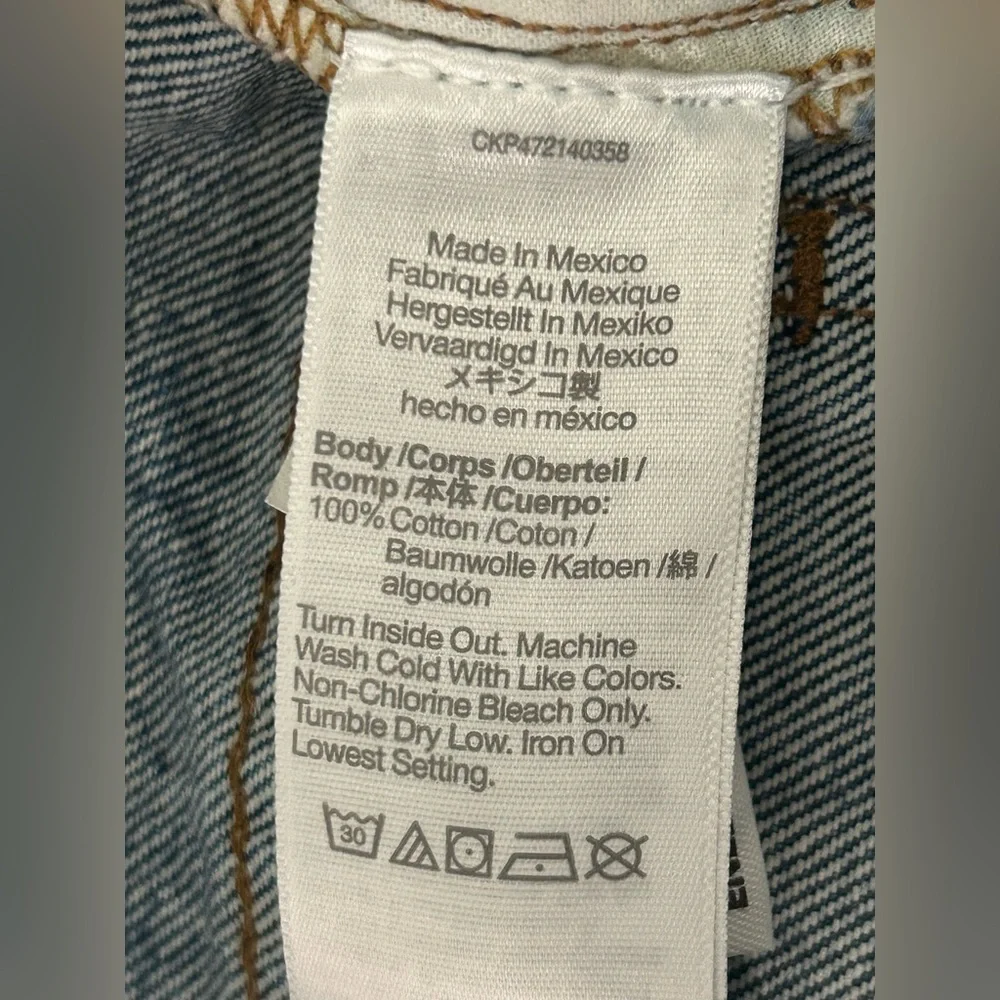 CKP472140358
Made In Mexico
Fabriqué Au Mexique
Hergestellt In Mexiko
Vervaardigd In Mexico
メキシコ製
hecho en méxico
Body /Corps /Oberteil /
Romp /本体 /Cuerpo:
100% Cotton /Coton /
Baumwolle /Katoen /綿 /
algodón
Turn Inside Out. Machine
Wash Cold With Like Colors.
Non-Chlorine Bleach Only.
Tumble Dry Low. Iron On
Lowest Setting.
30